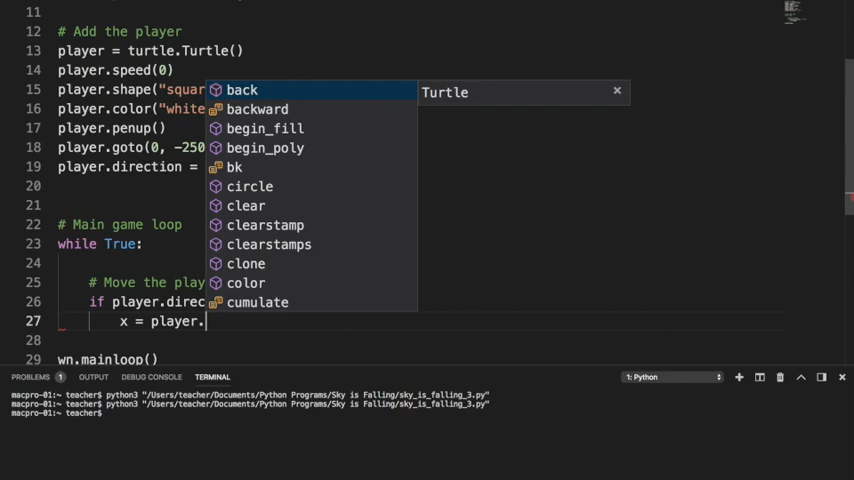 11
12 # Add the player
13 player = turtle.Turtle()
14 player.speed(0)
15 player.shape("squar
16 player.color("white
17 player.penup()
18 player.goto(0, -250
19 player.direction =
20
21
22 # Main game loop
23 while True:
24
25 # Move the play
26 if player.direc
27 x = player.
28
29 wn.mainloop()
back
backward
begin_fill
begin_poly
bk
circle
clear
clearstamp
clearstamps
clone
color
cumulate
Turtle
PROBLEMS 1 OUTPUT DEBUG CONSOLE TERMINAL 1: Python
macpro-01:~ teacher$ python3 "/Users/teacher/Documents/Python Programs/Sky is Falling/sky_is_falling_3.py"
macpro-01:~ teacher$ python3 "/Users/teacher/Documents/Python Programs/Sky is Falling/sky_is_falling_3.py"
macpro-01:~ teacher$